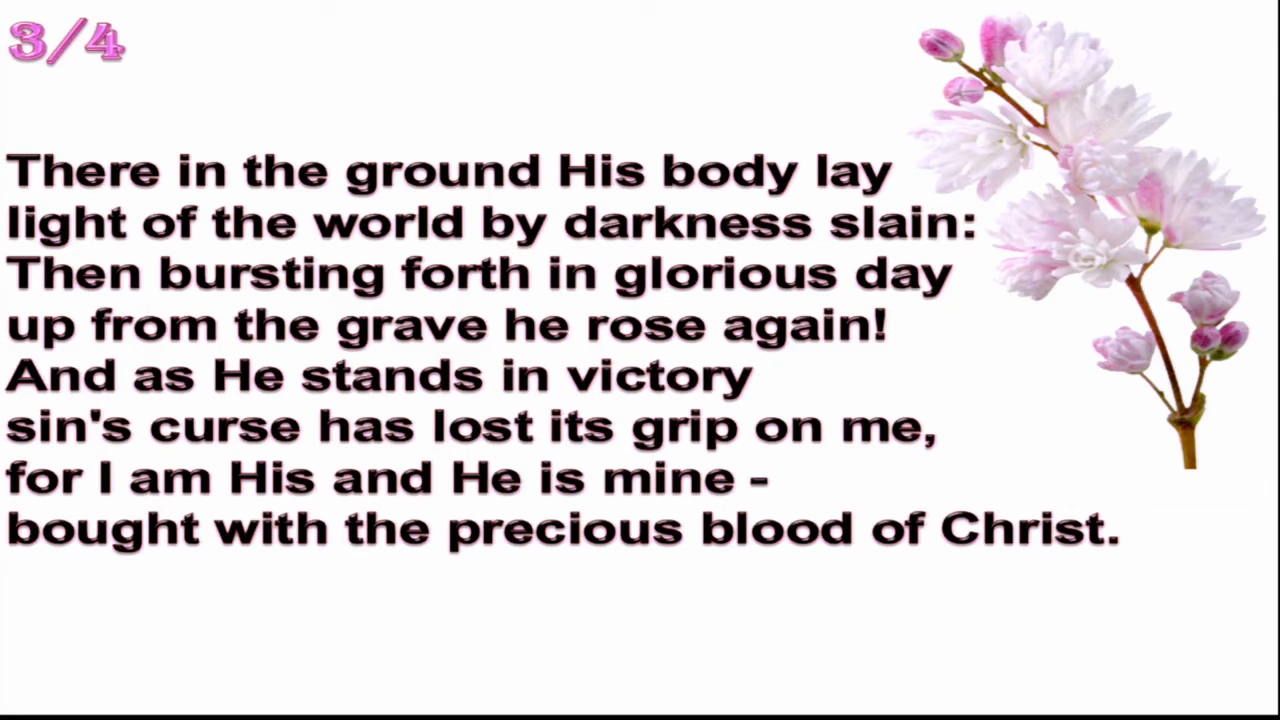 3/4
There in the ground His body lay
light of the world by darkness slain:
Then bursting forth in glorious day
up from the grave he rose again!
And as He stands in victory
sin's curse has lost its grip on me,
for I am His and He is mine -
bought with the precious blood of Christ.